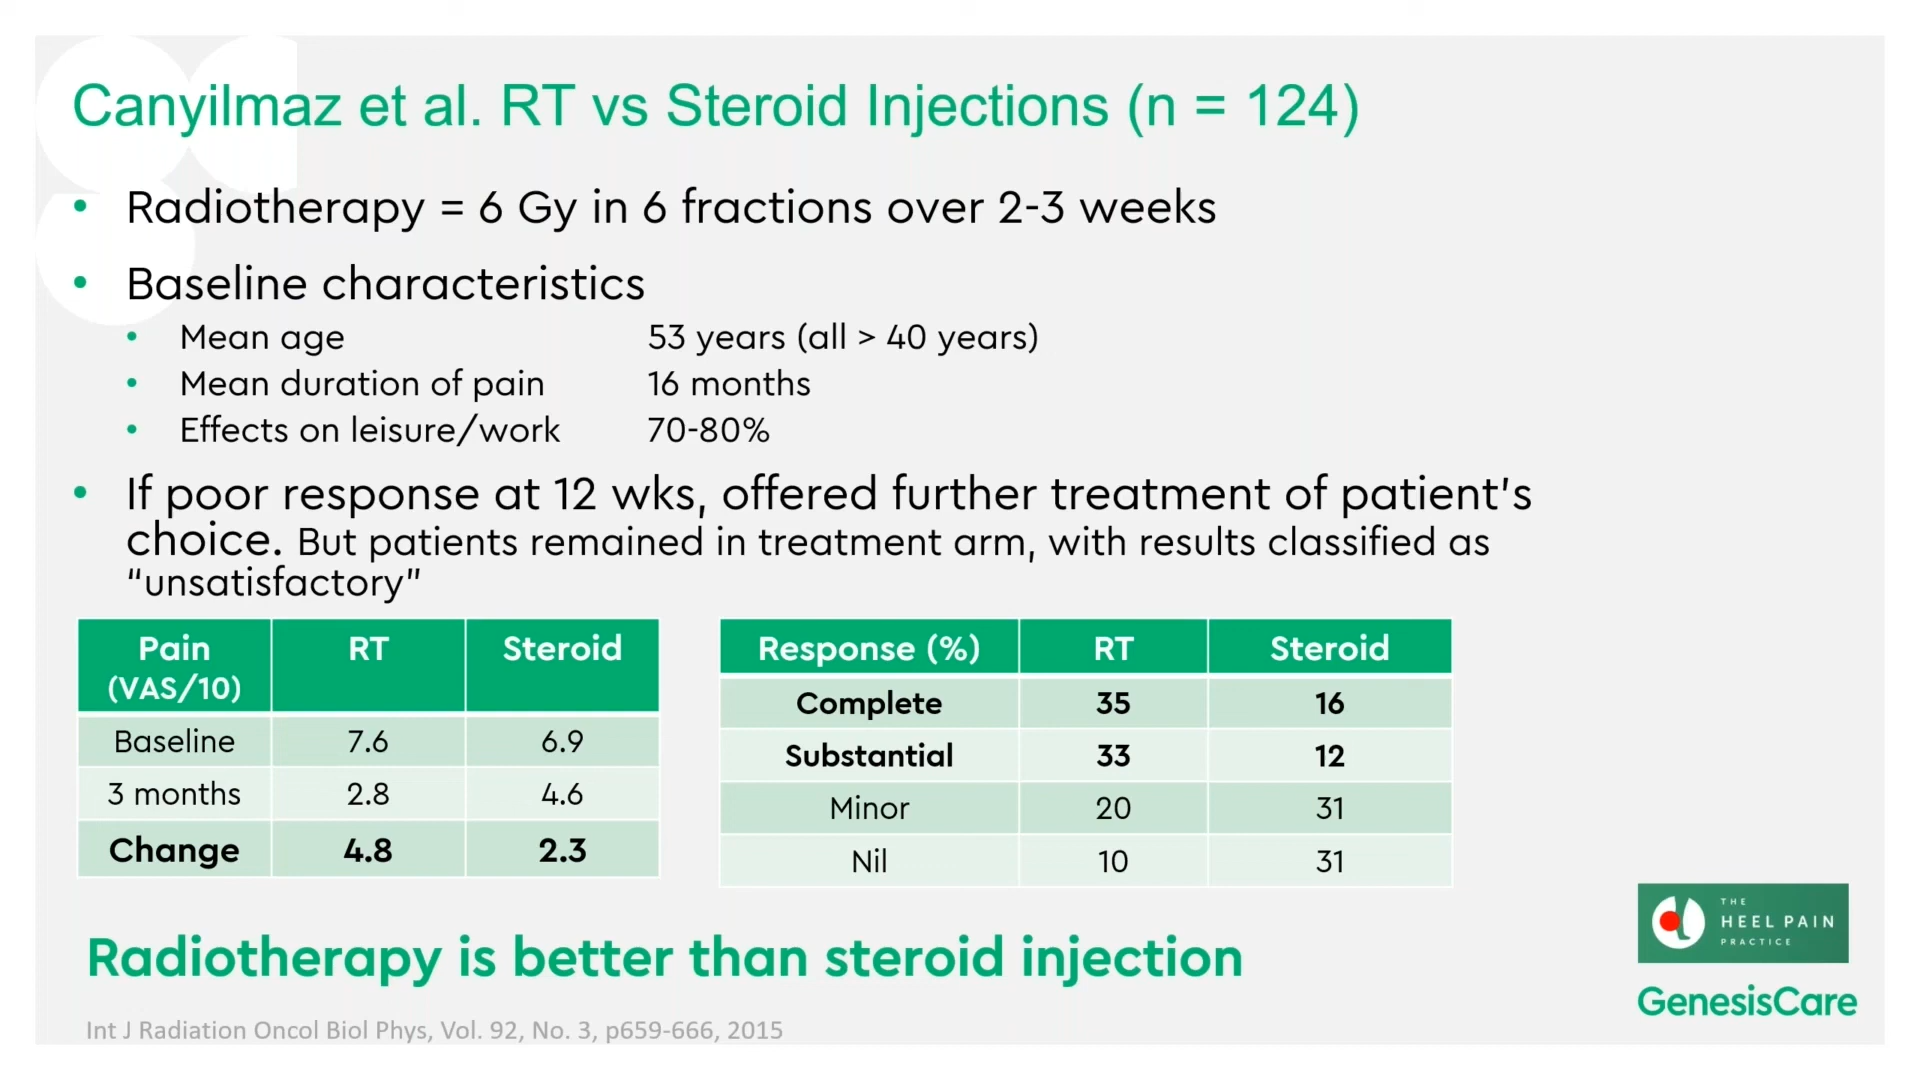 Canyilmaz et al. RT vs Steroid Injections (n = 124)
• Radiotherapy = 6 Gy in 6 fractions over 2-3 weeks
• Baseline characteristics
• Mean age 53 years (all > 40 years)
• Mean duration of pain 16 months
• Effects on leisure/work 70-80%
• If poor response at 12 wks, offered further treatment of patient's
choice. But patients remained in treatment arm, with results classified as
"unsatisfactory"
Pain RT Steroid
(VAS/10)
Baseline 7.6 6.9
3 months 2.8 4.6
Change 4.8 2.3
Response (%) RT Steroid
Complete 35 16
Substantial 33 12
Minor 20 31
Nil 10 31
Radiotherapy is better than steroid injection
THE
HEEL PAIN
PRACTICE
GenesisCare
Int J Radiation Oncol Biol Phys, Vol. 92, No. 3, p659-666, 2015